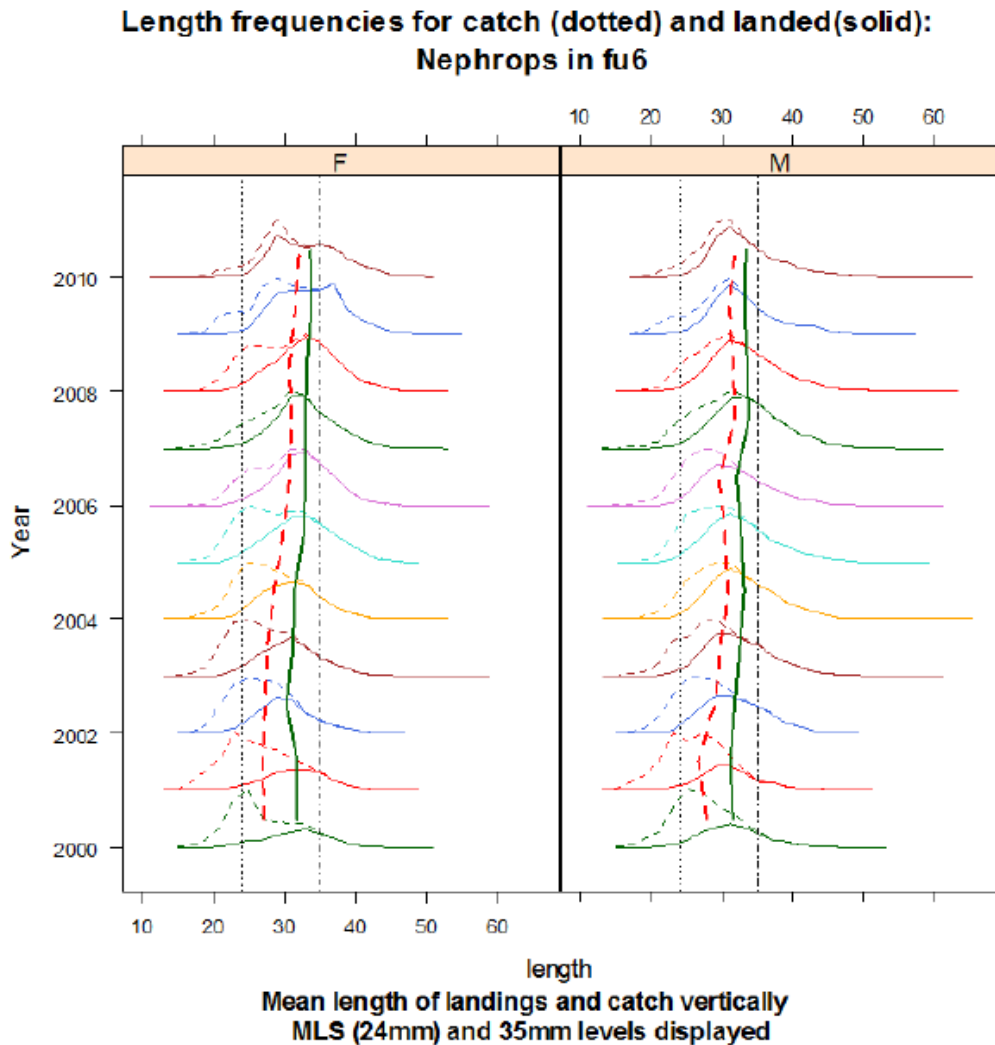 Length frequencies for catch (dotted) and landed(solid):
Nephrops in fu6
10 20 30 40 50 60
F M
2010
2008
2006
2004
2002
2000
Year
10 20 30 40 50 60
length
Mean length of landings and catch vertically
MLS (24mm) and 35mm levels displayed